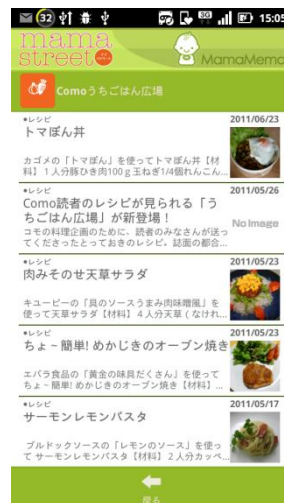 32
3G
15:05
mama
street
MamaMemo
Comoうちごはん広場
●レシピ
2011/06/23
トマぽん丼
カゴメの「トマぽん」を使ってトマぽん丼【材
料】１人分豚ひき肉100ｇ玉ねぎ1/4個れんこん...
●レシピ
2011/05/26
Como読者のレシピが見られる「う
ちごはん広場」が新登場！
No Image
コモの料理企画のために、読者のみなさんが送っ
てくださったとっておきのレシピ。誌面の都合...
●レシピ
2011/05/23
肉みそのせ天草サラダ
キユーピーの「具のソースうまみ肉味噌風」を
使って天草サラダ【材料】４人分天草（なけれ...
●レシピ
2011/05/23
ちょ～簡単! めかじきのオーブン焼き
エバラ食品の「黄金の味具だくさん」を使って
ちょ～簡単! めかじきのオーブン焼き【材料】...
●レシピ
2011/05/17
サーモンレモンパスタ
ブルドックソースの「レモンのソース」を使っ
て サーモンレモンパスタ【材料】２人分カッペ...
戻る